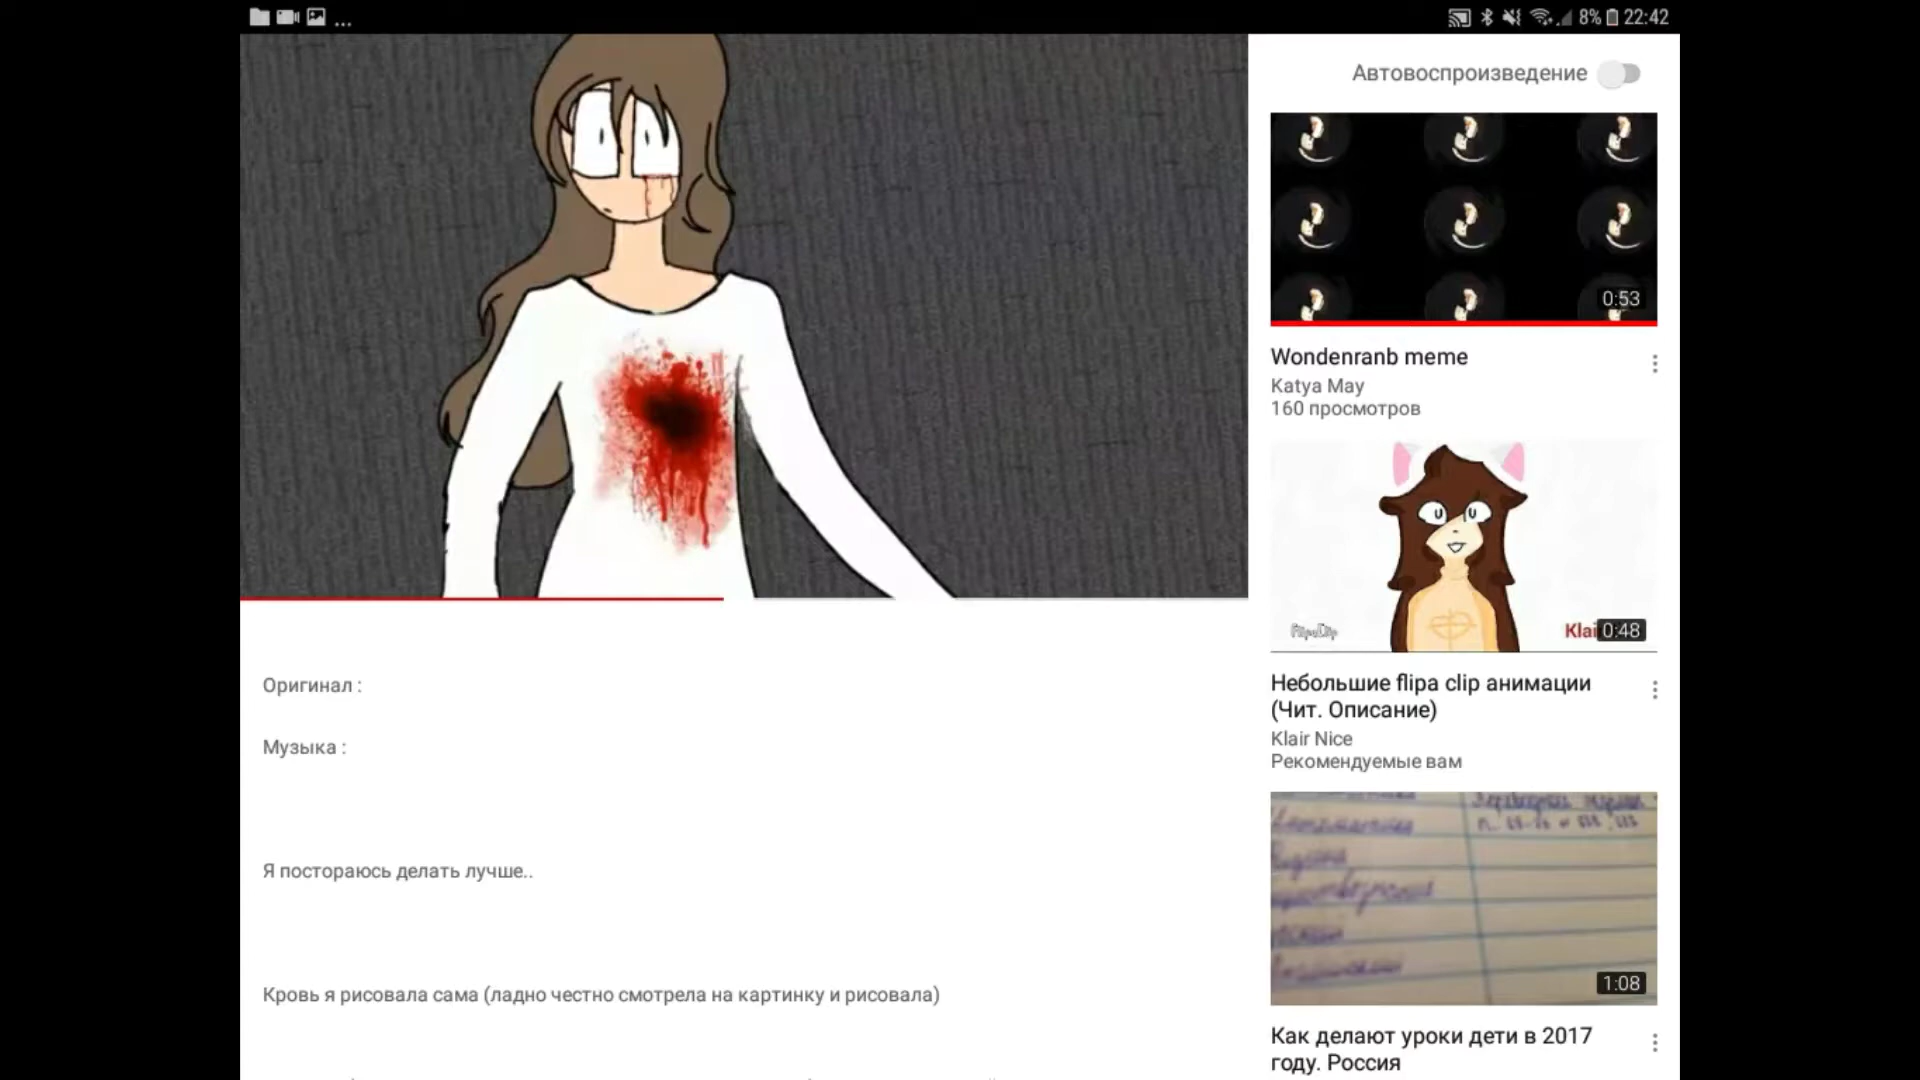 ... 8% 22:42
Автовоспроизведение
0:53
Wondenranb meme
Katya May
160 просмотров
FlipaClip
Klai 0:48
Небольшие flipa clip анимации
(Чит. Описание)
Klair Nice
Рекомендуемые вам
1:08
Как делают уроки дети в 2017
году. Россия
Оригинал :
Музыка :
Я постораюсь делать лучше..
Кровь я рисовала сама (ладно честно смотрела на картинку и рисовала)